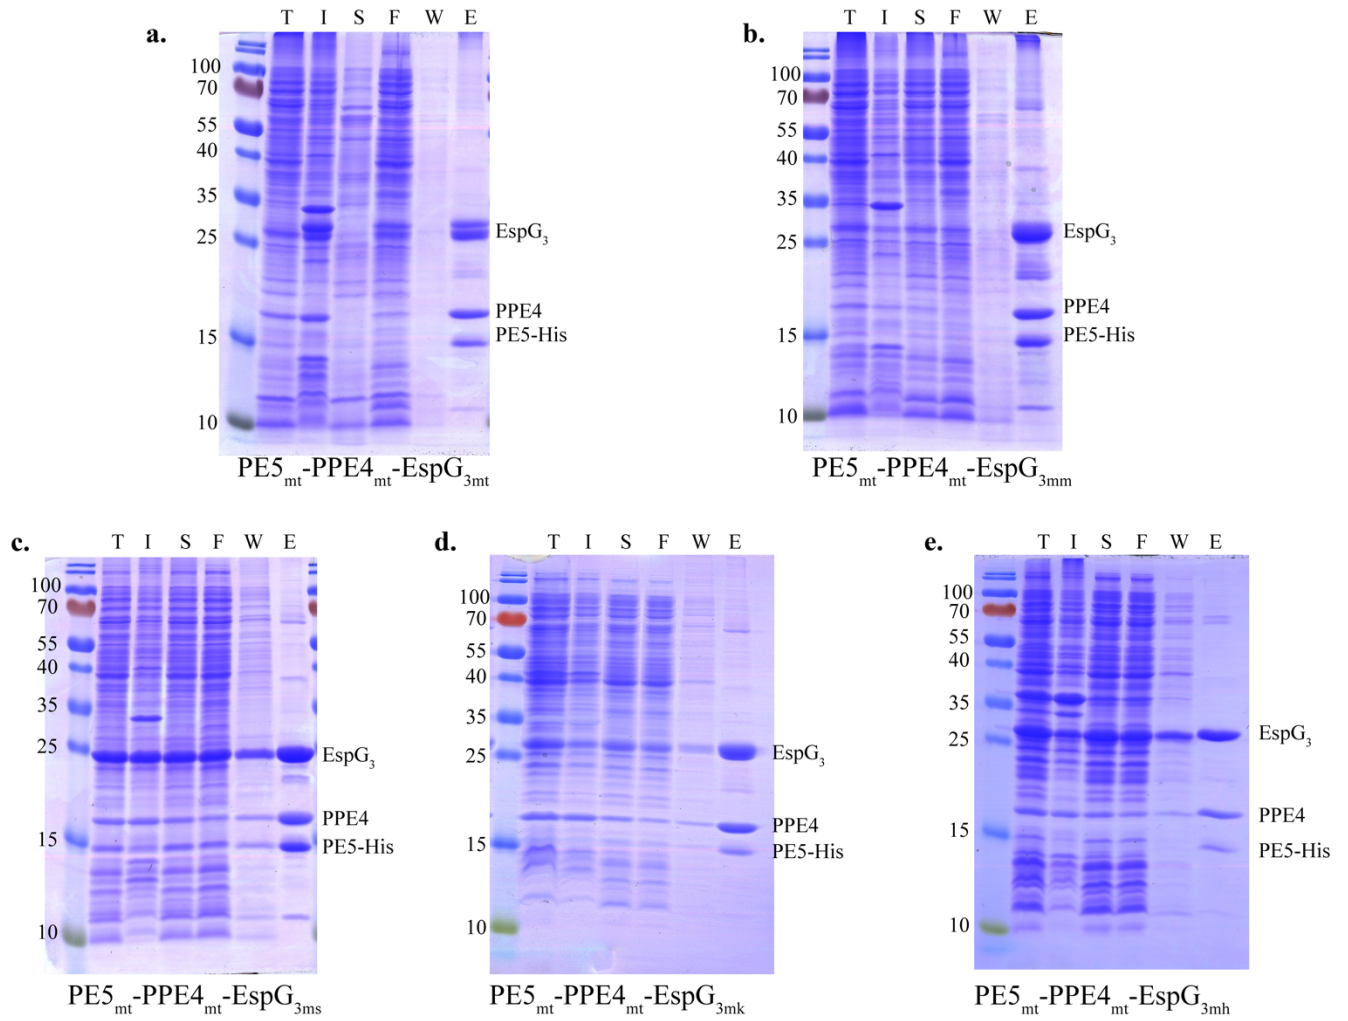 a.
T I S F W E
100
70
55
40
35
25
15
10
EspG3
PPE4
PE5-His
PE5mt-PPE4mt-EspG3mt
b.
T I S F W E
100
70
55
40
35
25
15
10
EspG3
PPE4
PE5-His
PE5mt-PPE4mt-EspG3mm
c.
T I S F W E
100
70
55
40
35
25
15
10
EspG3
PPE4
PE5-His
PE5mt-PPE4mt-EspG3ms
d.
T I S F W E
100
70
55
40
35
25
15
10
EspG3
PPE4
PE5-His
PE5mt-PPE4mt-EspG3mk
e.
T I S F W E
100
70
55
40
35
25
15
10
EspG3
PPE4
PE5-His
PE5mt-PPE4mt-EspG3mh